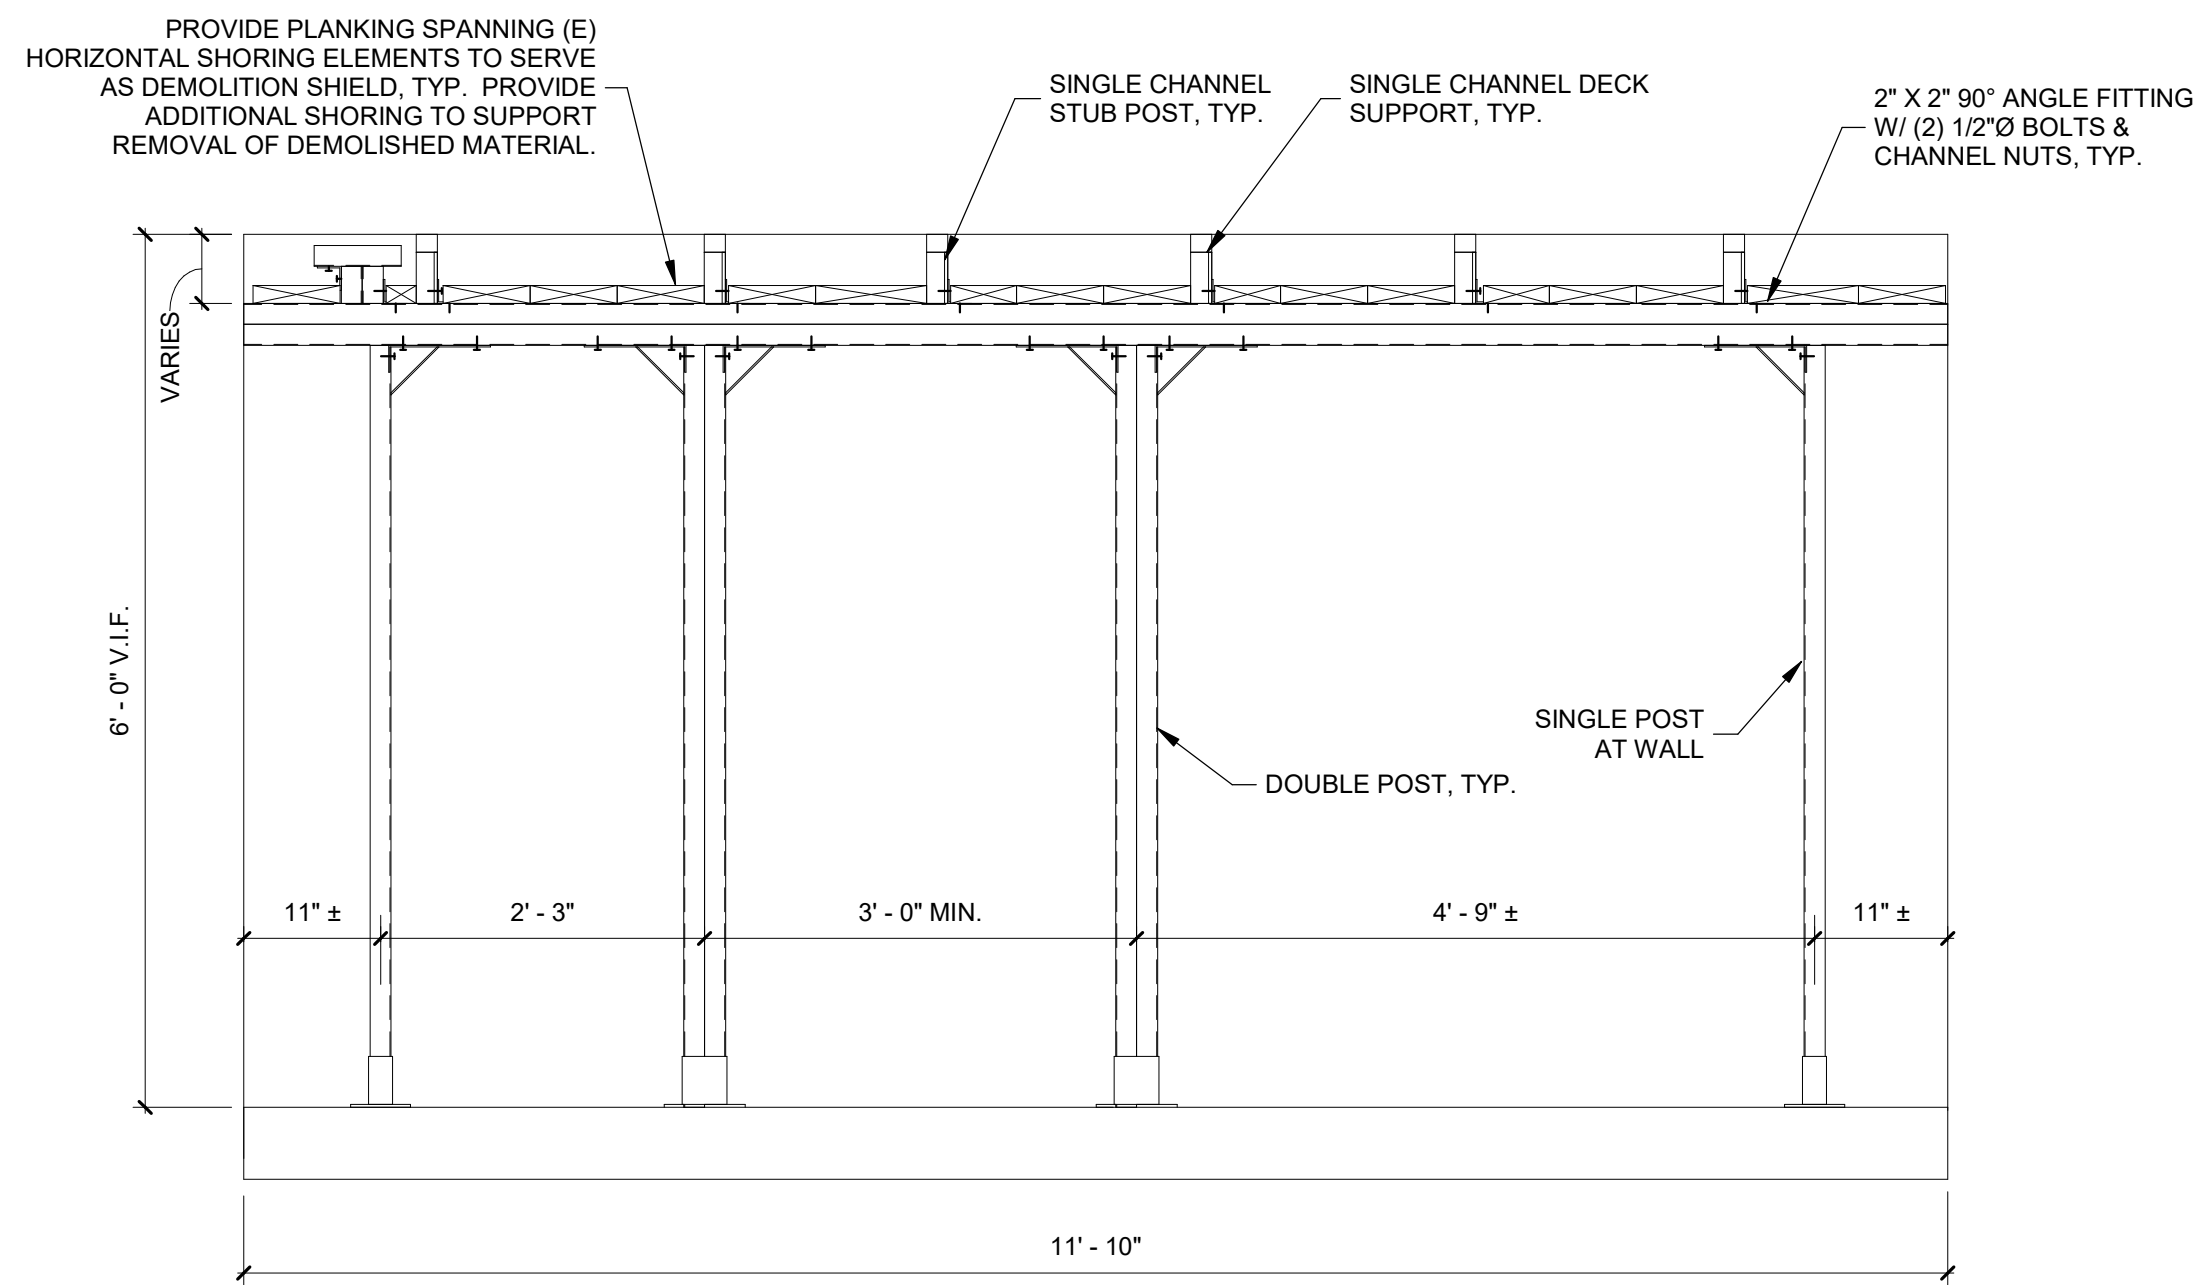 PROVIDE PLANKING SPANNING (E)
HORIZONTAL SHORING ELEMENTS TO SERVE
AS DEMOLITION SHIELD, TYP. PROVIDE
ADDITIONAL SHORING TO SUPPORT
REMOVAL OF DEMOLISHED MATERIAL.
SINGLE CHANNEL
STUB POST, TYP.
SINGLE CHANNEL DECK
SUPPORT, TYP.
2" X 2" 90° ANGLE FITTING
W/ (2) 1/2"Ø BOLTS &
CHANNEL NUTS, TYP.
VARIES
6' - 0" V.I.F.
SINGLE POST
AT WALL
DOUBLE POST, TYP.
11" ±
2' - 3"
3' - 0" MIN.
4' - 9" ±
11" ±
11' - 10"